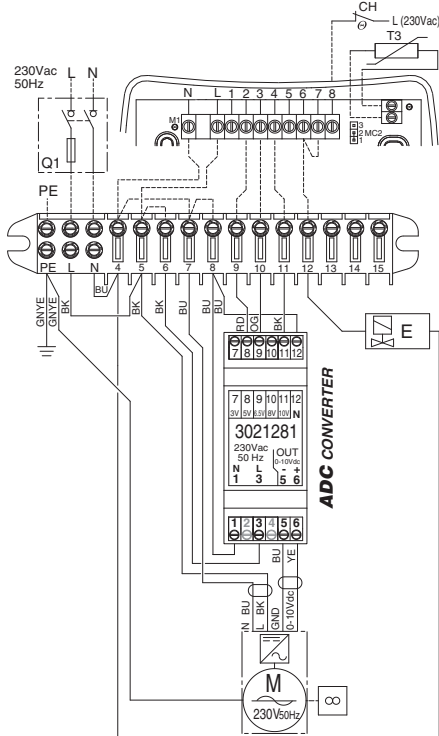 CH
L (230Vac)
T3
230Vac
50Hz
L N
N L 1 2 3 4 5 6 7 8
M1
3
2
1
MC2
Q1
PE
PE L N 4 5 6 7 8 9 10 11 12 13 14 15
GNYE
GNYE
BK
BU
BK
BU
BU
BU
BU
RD
OG
BK
E
7 8 9 10 11 12
7 8 9 10 11 12
3V 5V 6.5V 8V 10V N
3021281
230Vac
50 Hz
OUT
0-10Vdc
N L - +
1 3 5 6
ADC CONVERTER
1 2 3 4 5 6
BU
YE
N BU
L BK
GND
0-10Vdc
M
230V50Hz
8